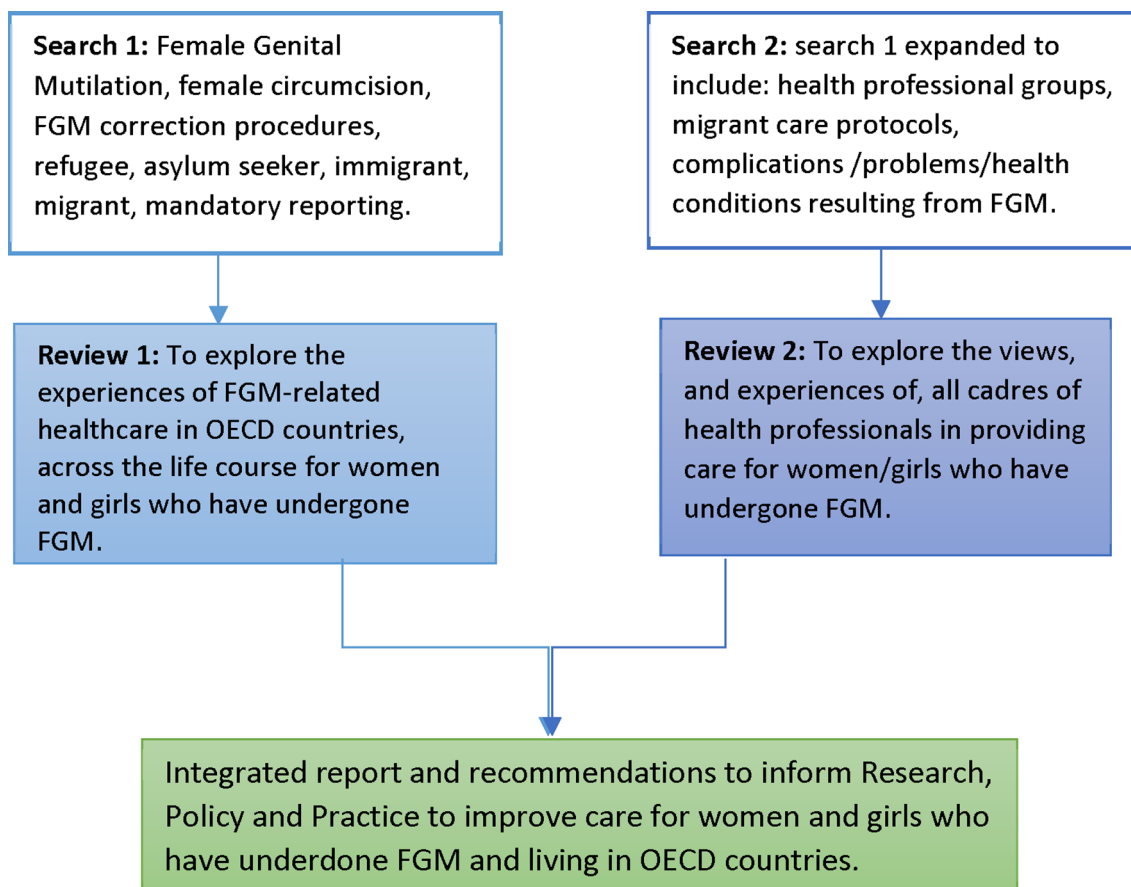 Search 1: Female Genital
Mutilation, female circumcision,
FGM correction procedures,
refugee, asylum seeker, immigrant,
migrant, mandatory reporting.
Search 2: search 1 expanded to
include: health professional groups,
migrant care protocols,
complications /problems/health
conditions resulting from FGM.
Review 1: To explore the
experiences of FGM-related
healthcare in OECD countries,
across the life course for women
and girls who have undergone
FGM.
Review 2: To explore the views,
and experiences of, all cadres of
health professionals in providing
care for women/girls who have
undergone FGM.
Integrated report and recommendations to inform Research,
Policy and Practice to improve care for women and girls who
have underdone FGM and living in OECD countries.